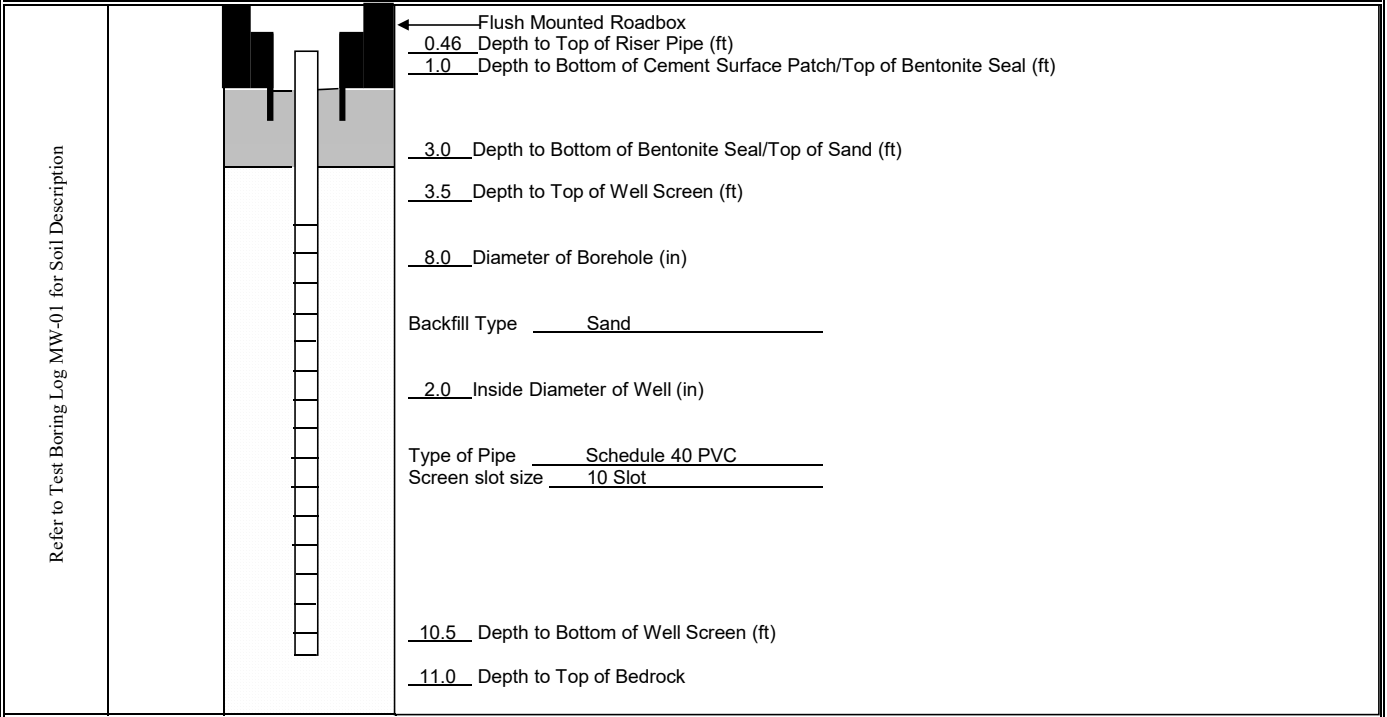 Flush Mounted Roadbox
0.46 Depth to Top of Riser Pipe (ft)
1.0 Depth to Bottom of Cement Surface Patch/Top of Bentonite Seal (ft)
3.0 Depth to Bottom of Bentonite Seal/Top of Sand (ft)
3.5 Depth to Top of Well Screen (ft)
8.0 Diameter of Borehole (in)
Backfill Type Sand
2.0 Inside Diameter of Well (in)
Type of Pipe Schedule 40 PVC
Screen slot size 10 Slot
10.5 Depth to Bottom of Well Screen (ft)
11.0 Depth to Top of Bedrock
Refer to Test Boring Log MW-01 for Soil Description